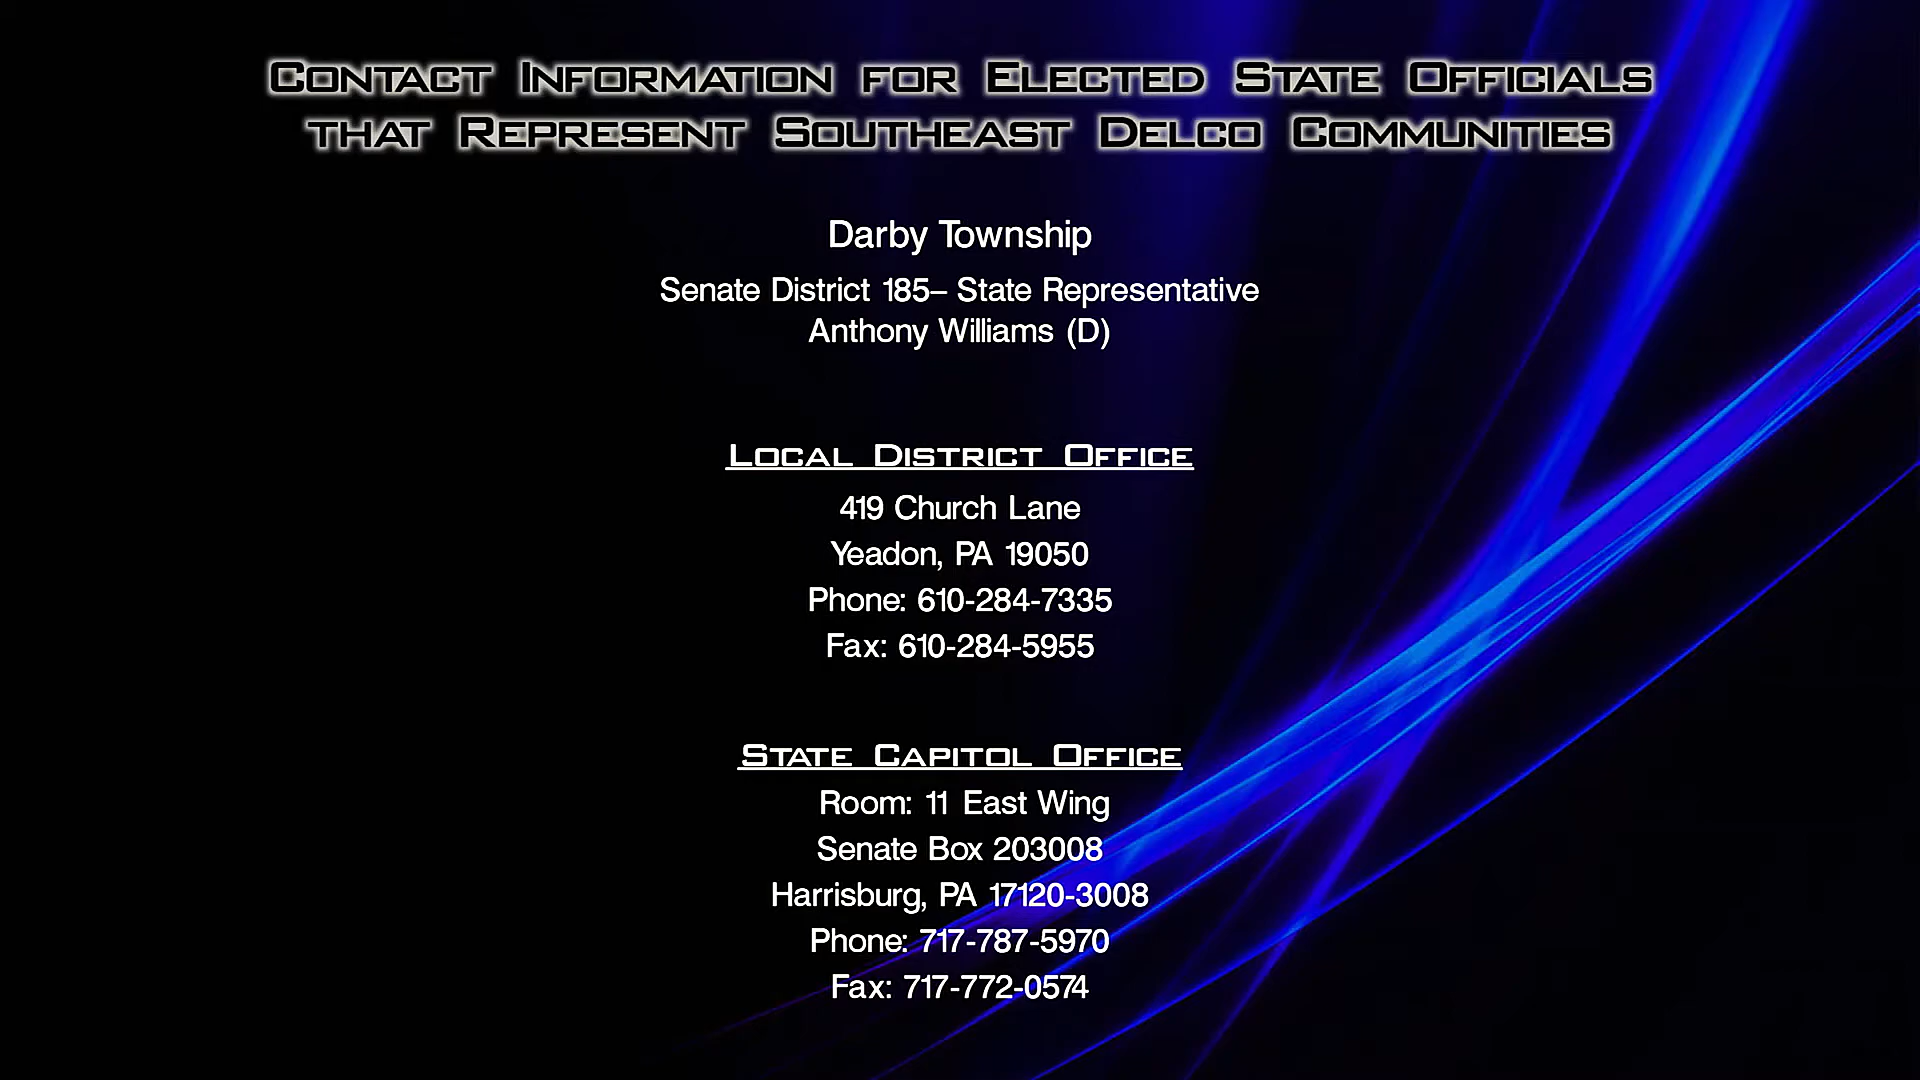 Contact Information for Elected State Officials
that Represent Southeast Delco Communities
Darby Township
Senate District 185– State Representative
Anthony Williams (D)
Local District Office
419 Church Lane
Yeadon, PA 19050
Phone: 610-284-7335
Fax: 610-284-5955
State Capitol Office
Room: 11 East Wing
Senate Box 203008
Harrisburg, PA 17120-3008
Phone: 717-787-5970
Fax: 717-772-0574